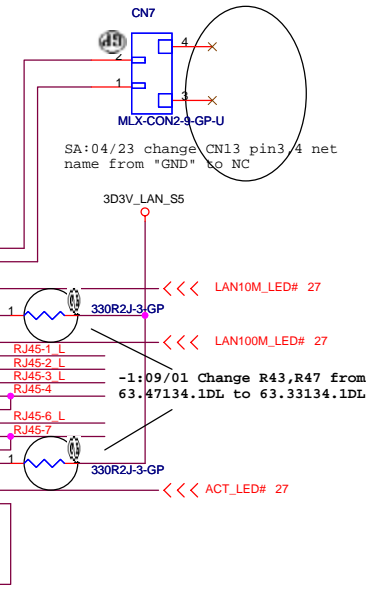 CN7
4
2
1
3
MLX-CON2-9-GP-U
SA:04/23 change CN13 pin3,4 net
name from "GND" to NC
3D3V_LAN_S5
LAN10M_LED# 27
1
330R2J-3-GP
LAN100M_LED# 27
RJ45-1_L
RJ45-2_L
RJ45-3_L
RJ45-4
-1:09/01 Change R43,R47 from
63.47134.1DL to 63.33134.1DL
RJ45-6_L
RJ45-7
1
330R2J-3-GP
ACT_LED# 27